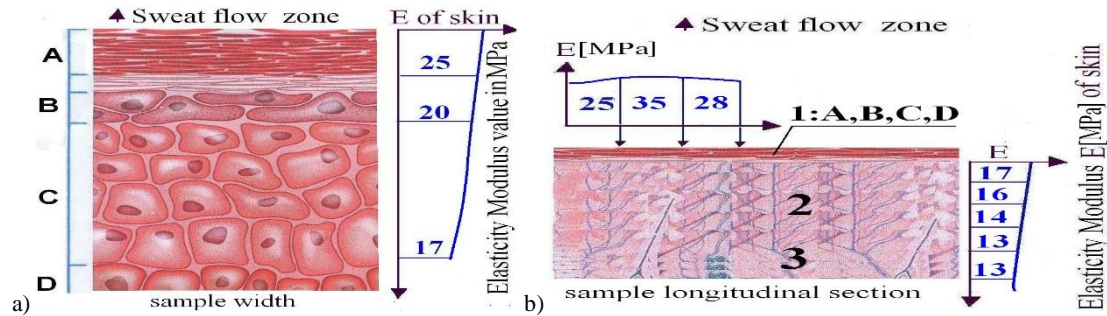 Sweat flow zone
E of skin
A
B
C
D
25
20
17
Elasticity Modulus value in MPa
sample width
a)
Sweat flow zone
E[MPa]
25 35 28
1:A,B,C,D
2
3
E
17
16
14
13
13
Elasticity Modulus E[MPa] of skin
sample longitudinal section
b)